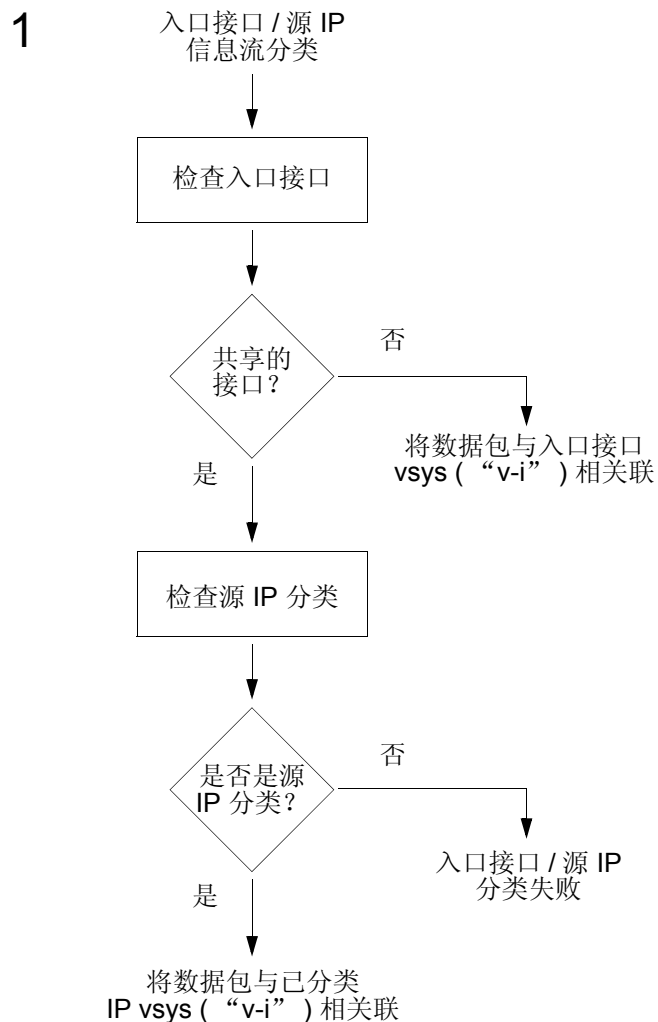 1
入口接口 / 源 IP
信息流分类
检查入口接口
共享的
接口？
否
将数据包与入口接口
vsys ( “v-i” ) 相关联
是
检查源 IP 分类
是否是源
IP 分类？
否
入口接口 / 源 IP
分类失败
是
将数据包与已分类
IP vsys ( “v-i” ) 相关联